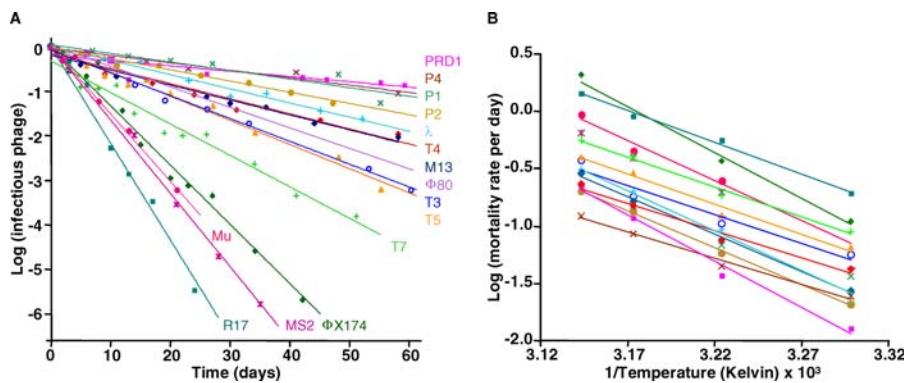 A
Log (infectious phage)
0
-1
-2
-3
-4
-5
-6
0 10 20 30 40 50 60
Time (days)
PRD1
P4
P1
P2
λ
T4
M13
Φ80
T3
T5
T7
Mu
R17
MS2
ΦX174
B
Log (mortality rate per day)
0.5
0.0
-0.5
-1.0
-1.5
-2.0
3.12 3.17 3.22 3.27 3.32
1/Temperature (Kelvin) x 10³